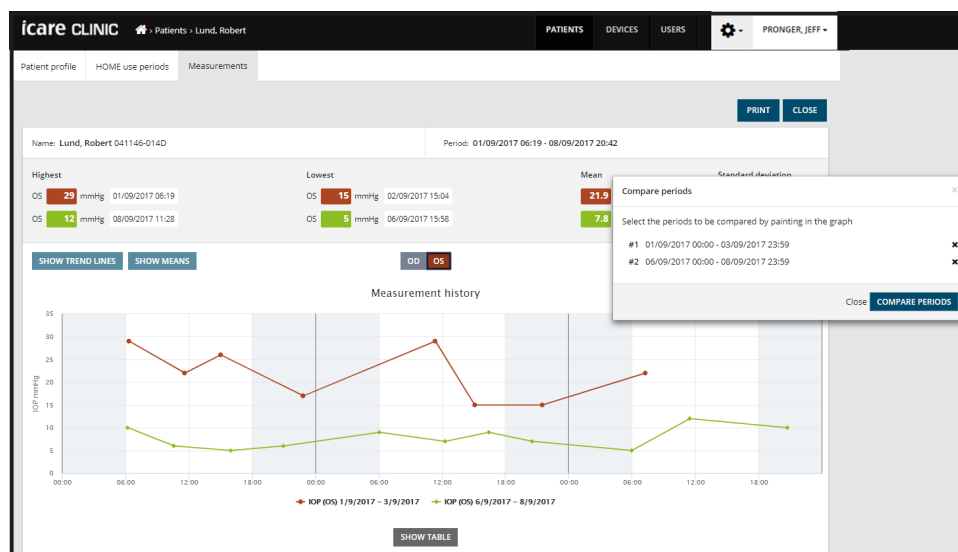 icare CLINIC › Patients › Lund, Robert PATIENTS DEVICES USERS PRONGER, JEFF
Patient profile HOME use periods Measurements
PRINT CLOSE
Name: Lund, Robert 041146-014D Period: 01/09/2017 06:19 - 08/09/2017 20:42
Highest Lowest Mean Standard deviation
OS 29 mmHg 01/09/2017 06:19 OS 15 mmHg 02/09/2017 15:04 21.9
OS 12 mmHg 08/09/2017 11:28 OS 5 mmHg 06/09/2017 15:58 7.8
Compare periods ×
Select the periods to be compared by painting in the graph
#1 01/09/2017 00:00 - 03/09/2017 23:59 ×
#2 06/09/2017 00:00 - 08/09/2017 23:59 ×
Close COMPARE PERIODS
SHOW TREND LINES SHOW MEANS OD OS
Measurement history
IOP mmHg
35
30
25
20
15
10
5
0
00:00 06:00 12:00 18:00 00:00 06:00 12:00 18:00 00:00 06:00 12:00 18:00
IOP (OS) 1/9/2017 – 3/9/2017 IOP (OS) 6/9/2017 – 8/9/2017
SHOW TABLE